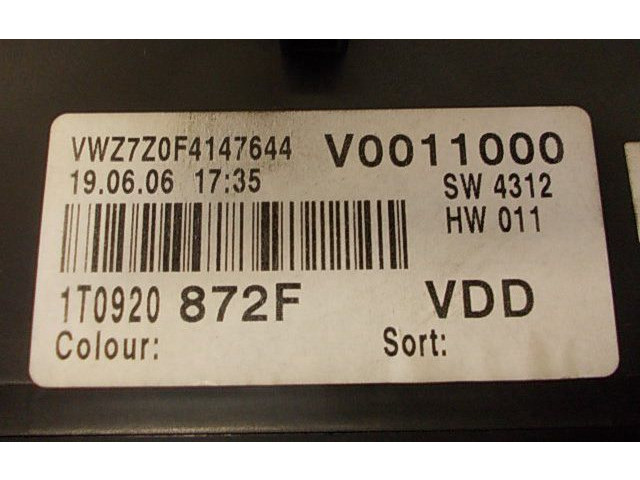 VWZ7Z0F4147644 V0011000
19.06.06 17:35 SW 4312
HW 011
1T0920 872F VDD
Colour: Sort: